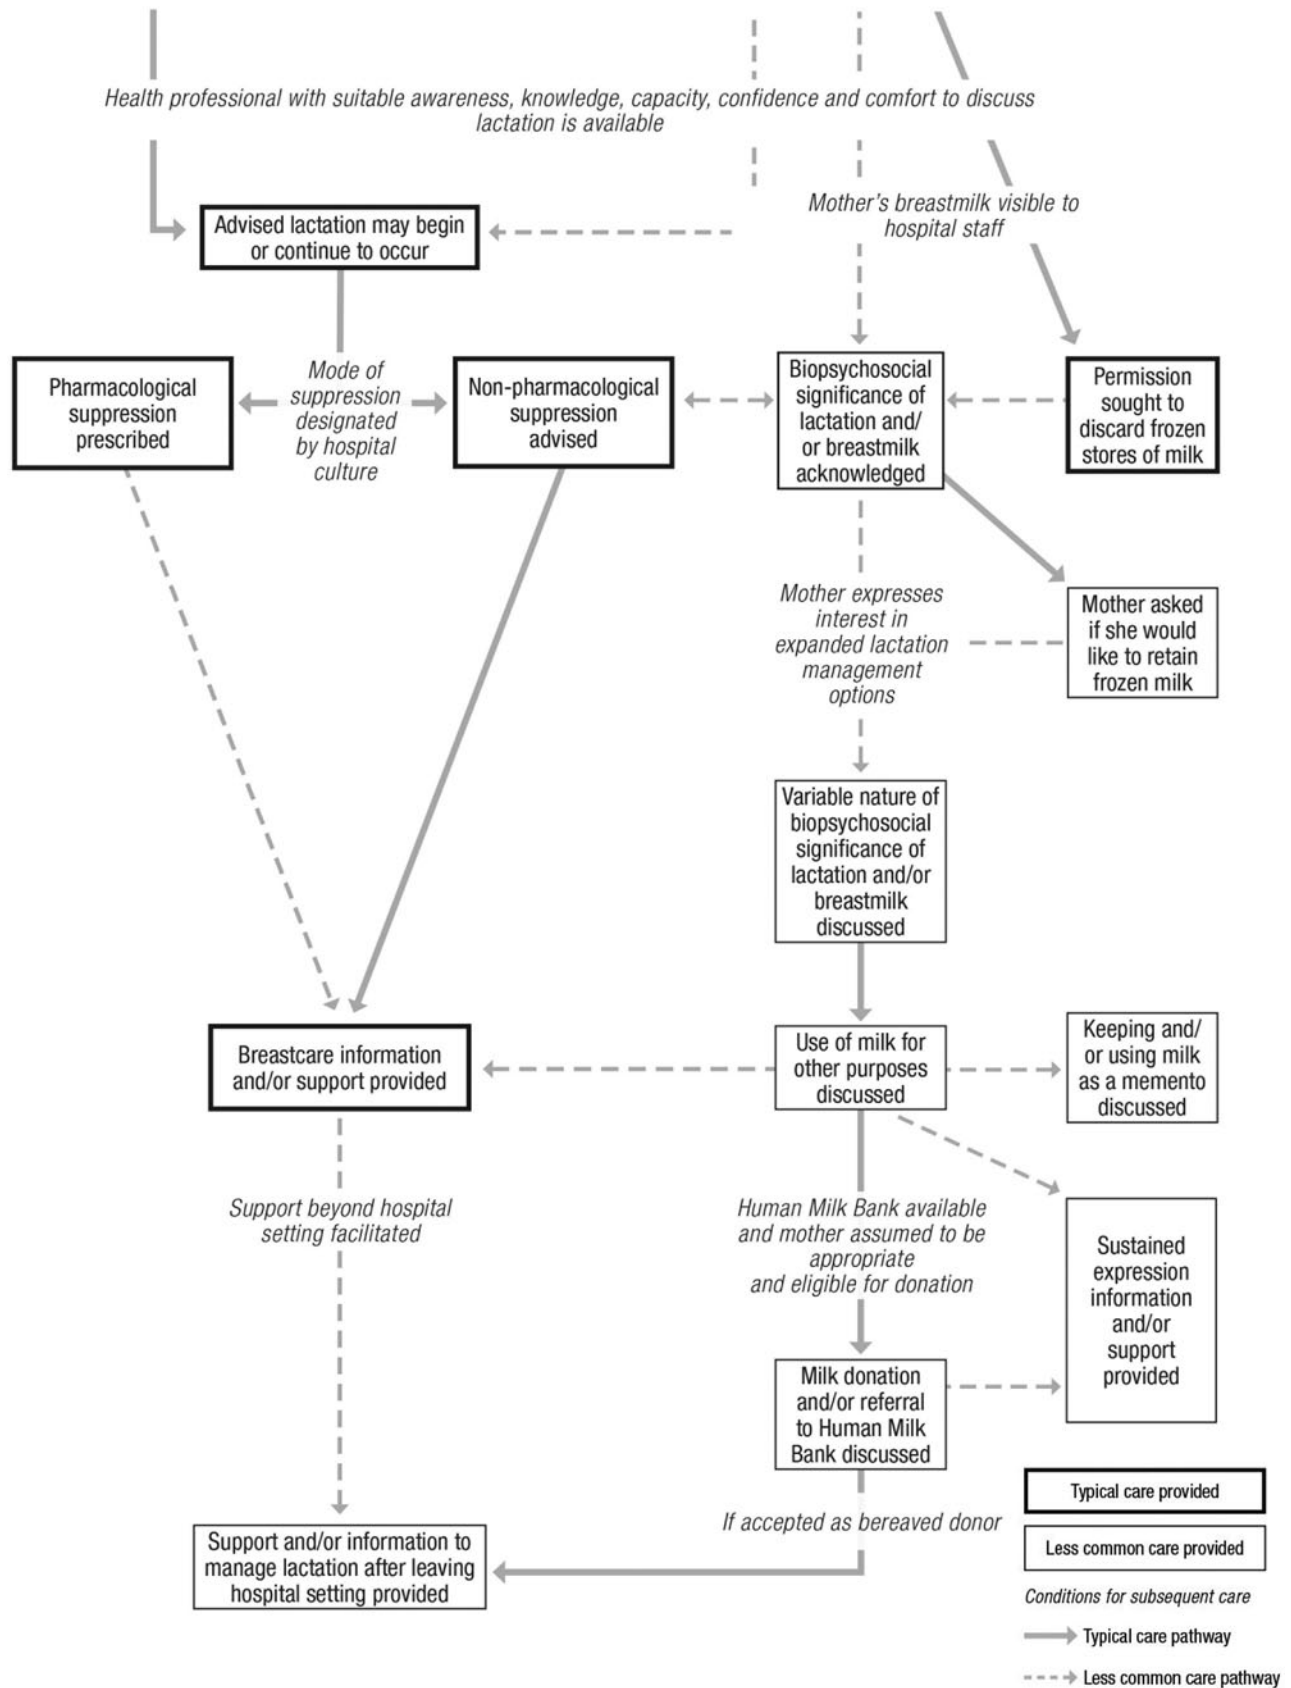 Health professional with suitable awareness, knowledge, capacity, confidence and comfort to discuss
lactation is available
Mother's breastmilk visible to
hospital staff
Advised lactation may begin
or continue to occur
Pharmacological
suppression
prescribed
Mode of
suppression
designated
by hospital
culture
Non-pharmacological
suppression
advised
Biopsychosocial
significance of
lactation and/
or breastmilk
acknowledged
Permission
sought to
discard frozen
stores of milk
Mother expresses
interest in
expanded lactation
management
options
Mother asked
if she would
like to retain
frozen milk
Variable nature of
biopsychosocial
significance of
lactation and/or
breastmilk
discussed
Breastcare information
and/or support provided
Use of milk for
other purposes
discussed
Keeping and/
or using milk
as a memento
discussed
Support beyond hospital
setting facilitated
Human Milk Bank available
and mother assumed to be
appropriate
and eligible for donation
Sustained
expression
information
and/or
support
provided
Milk donation
and/or referral
to Human Milk
Bank discussed
If accepted as bereaved donor
Support and/or information to
manage lactation after leaving
hospital setting provided
Typical care provided
Less common care provided
Conditions for subsequent care
Typical care pathway
Less common care pathway